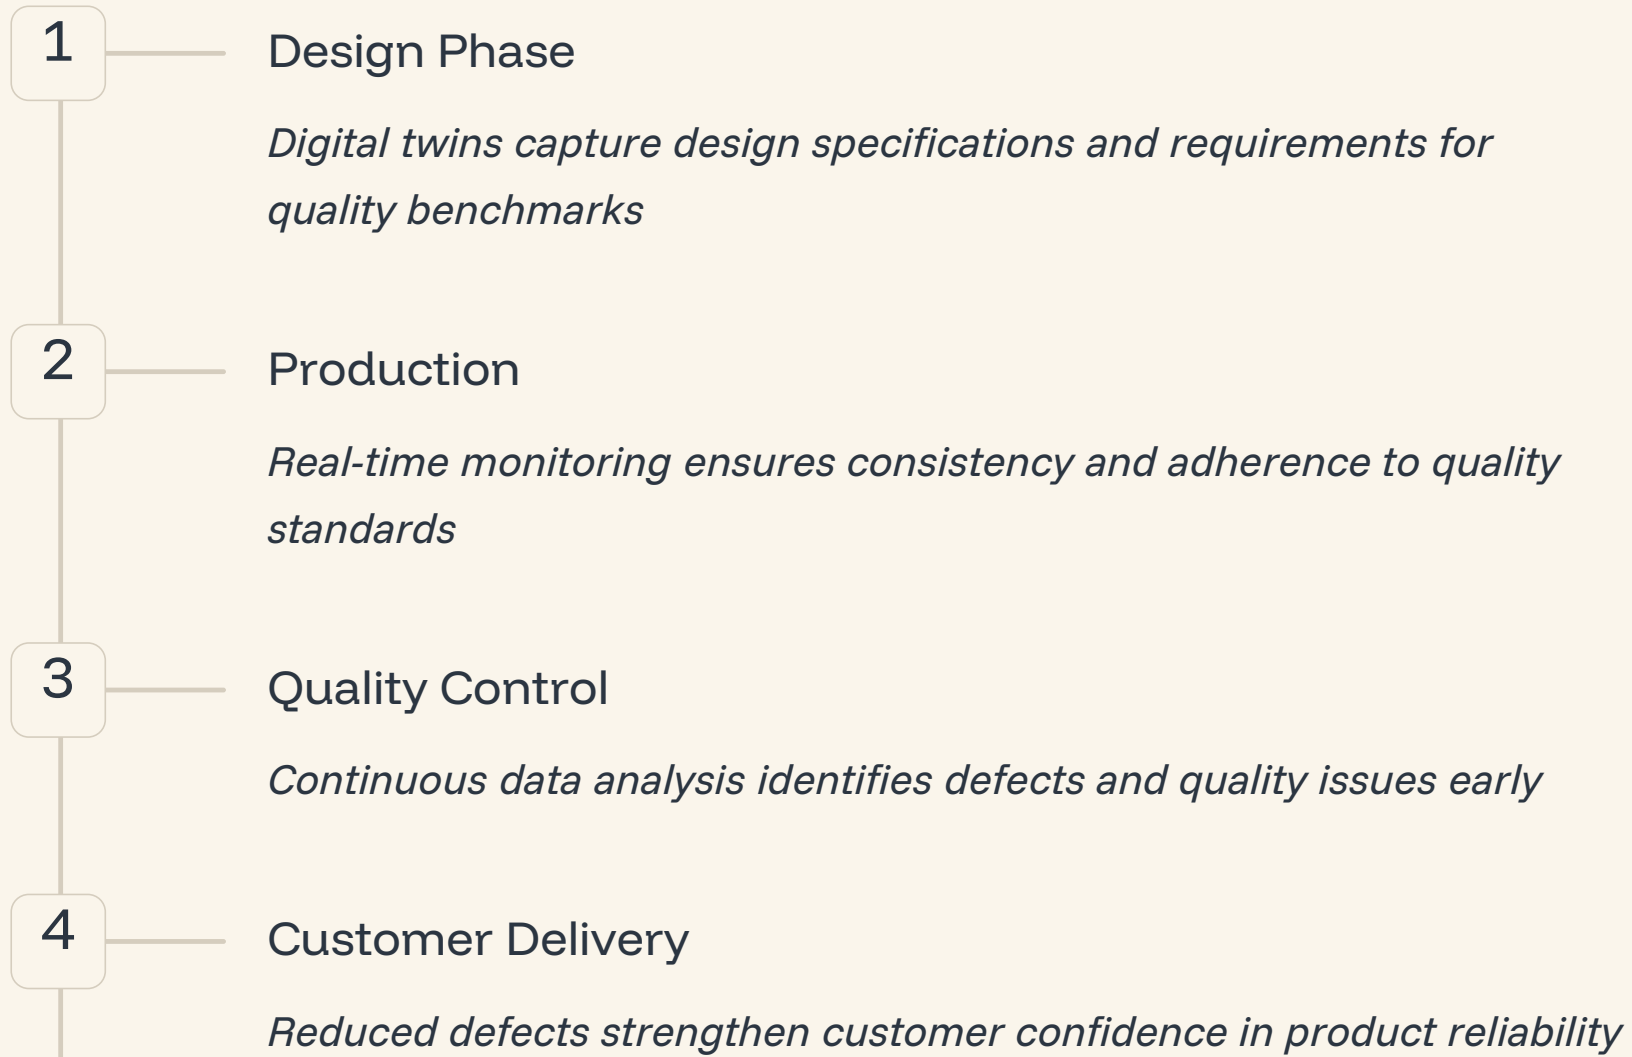 1
Design Phase
Digital twins capture design specifications and requirements for
quality benchmarks
2
Production
Real-time monitoring ensures consistency and adherence to quality
standards
3
Quality Control
Continuous data analysis identifies defects and quality issues early
4
Customer Delivery
Reduced defects strengthen customer confidence in product reliability